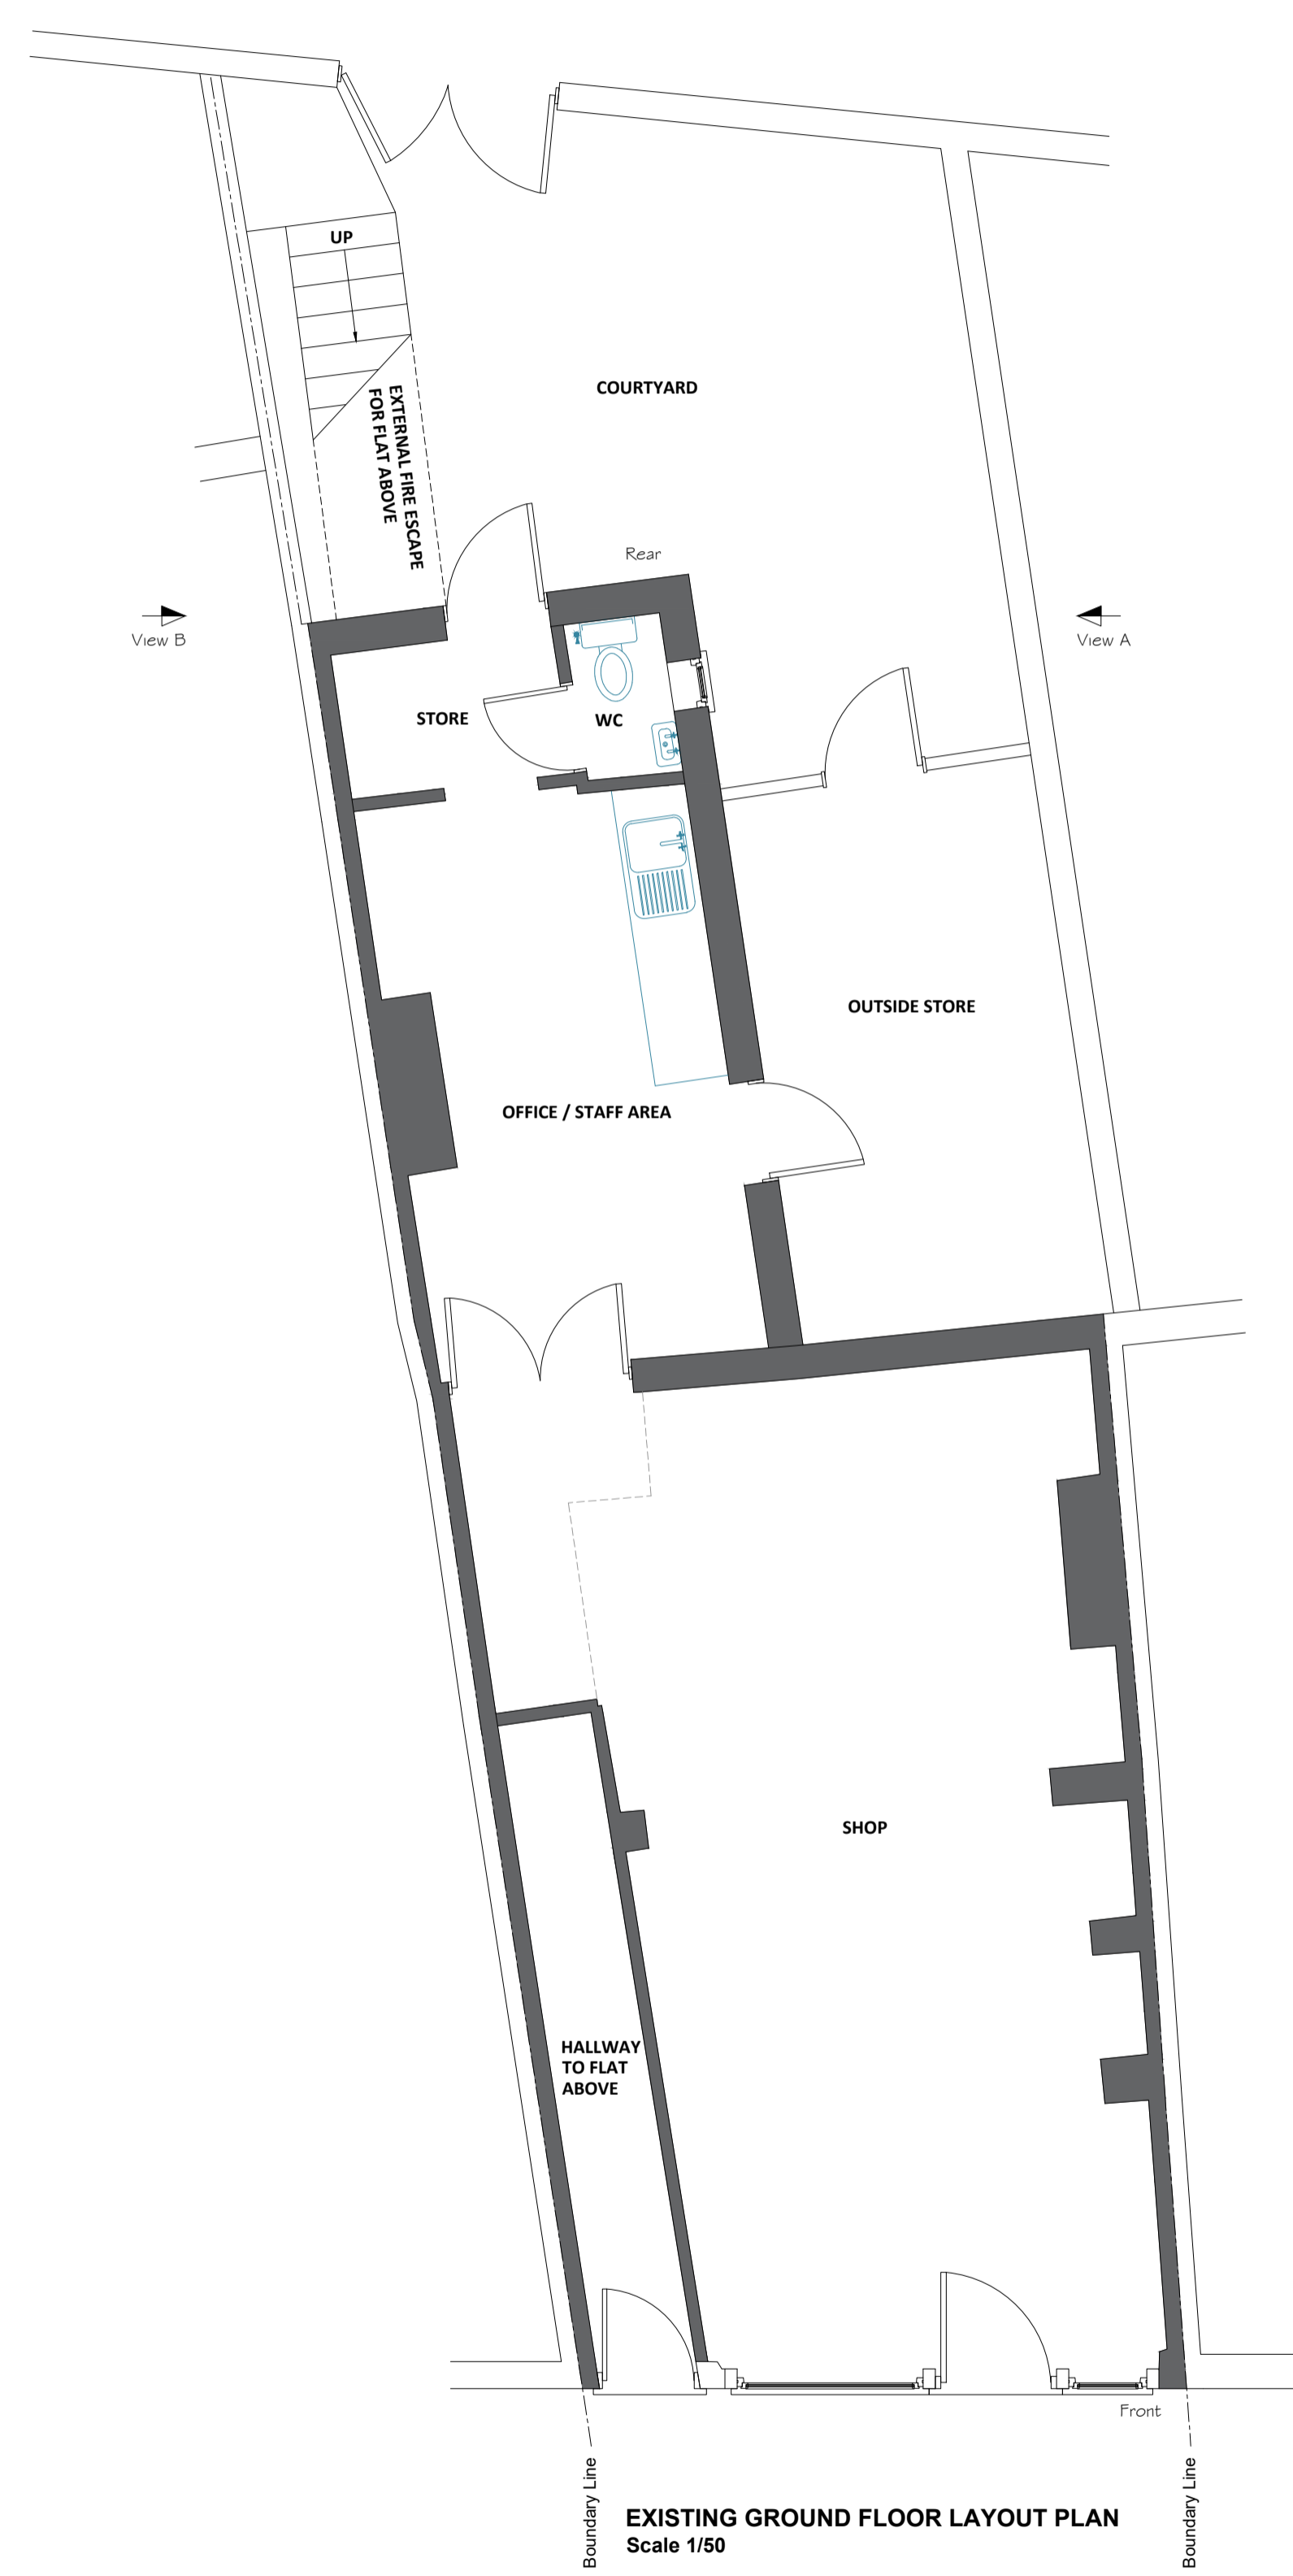 UP
COURTYARD
EXTERNAL FIRE ESCAPE
FOR FLAT ABOVE
Rear
View B
View A
STORE
WC
OUTSIDE STORE
OFFICE / STAFF AREA
SHOP
HALLWAY
TO FLAT
ABOVE
Front
Boundary Line
Boundary Line
EXISTING GROUND FLOOR LAYOUT PLAN
Scale 1/50